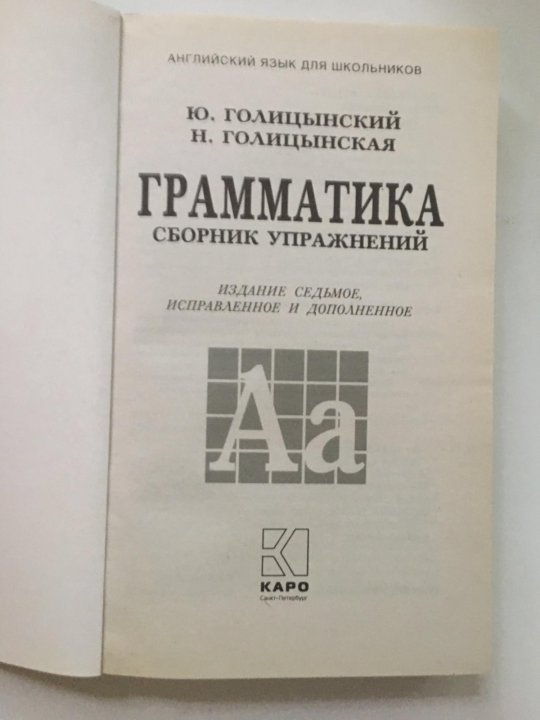 АНГЛИЙСКИЙ ЯЗЫК ДЛЯ ШКОЛЬНИКОВ
Ю. ГОЛИЦЫНСКИЙ
Н. ГОЛИЦЫНСКАЯ
ГРАММАТИКА
СБОРНИК УПРАЖНЕНИЙ
ИЗДАНИЕ СЕДЬМОЕ,
ИСПРАВЛЕННОЕ И ДОПОЛНЕННОЕ
Aa
КАРО
Санкт-Петербург